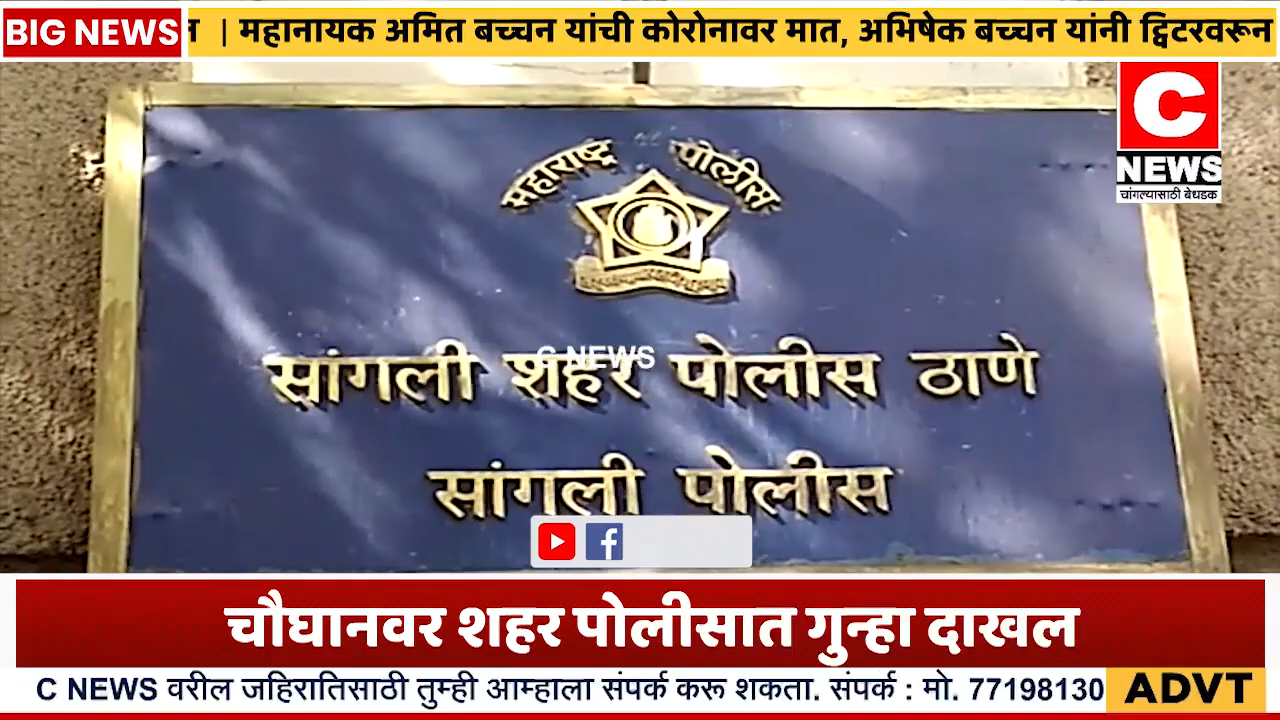 BIG NEWS
न | महानायक अमित बच्चन यांची कोरोनावर मात, अभिषेक बच्चन यांनी ट्विटरवरून
C
NEWS
चांगल्यासाठी बेधडक
महाराष्ट्र पोलीस
C NEWS
सांगली शहर पोलीस ठाणे
सांगली पोलीस
चौघानवर शहर पोलीसात गुन्हा दाखल
C NEWS वरील जहिरातिसाठी तुम्ही आम्हाला संपर्क करू शकता. संपर्क : मो. 77198130
ADVT